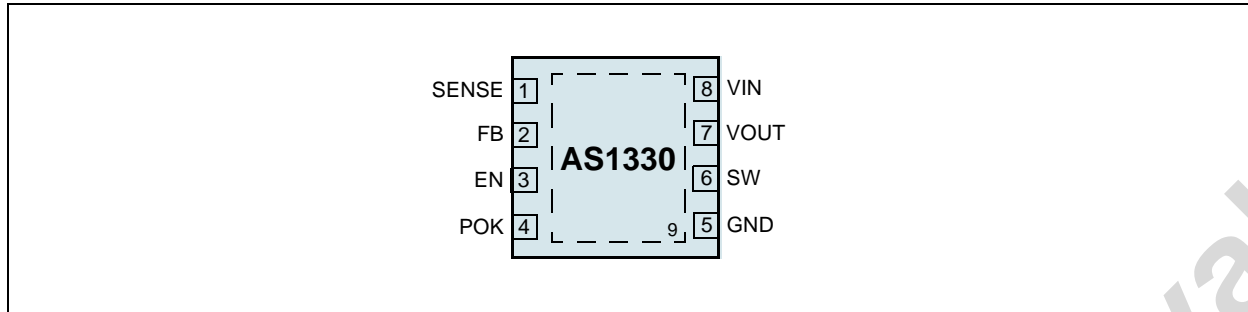 SENSE 1 8 VIN
FB 2 7 VOUT
AS1330
EN 3 6 SW
POK 4 9 5 GND